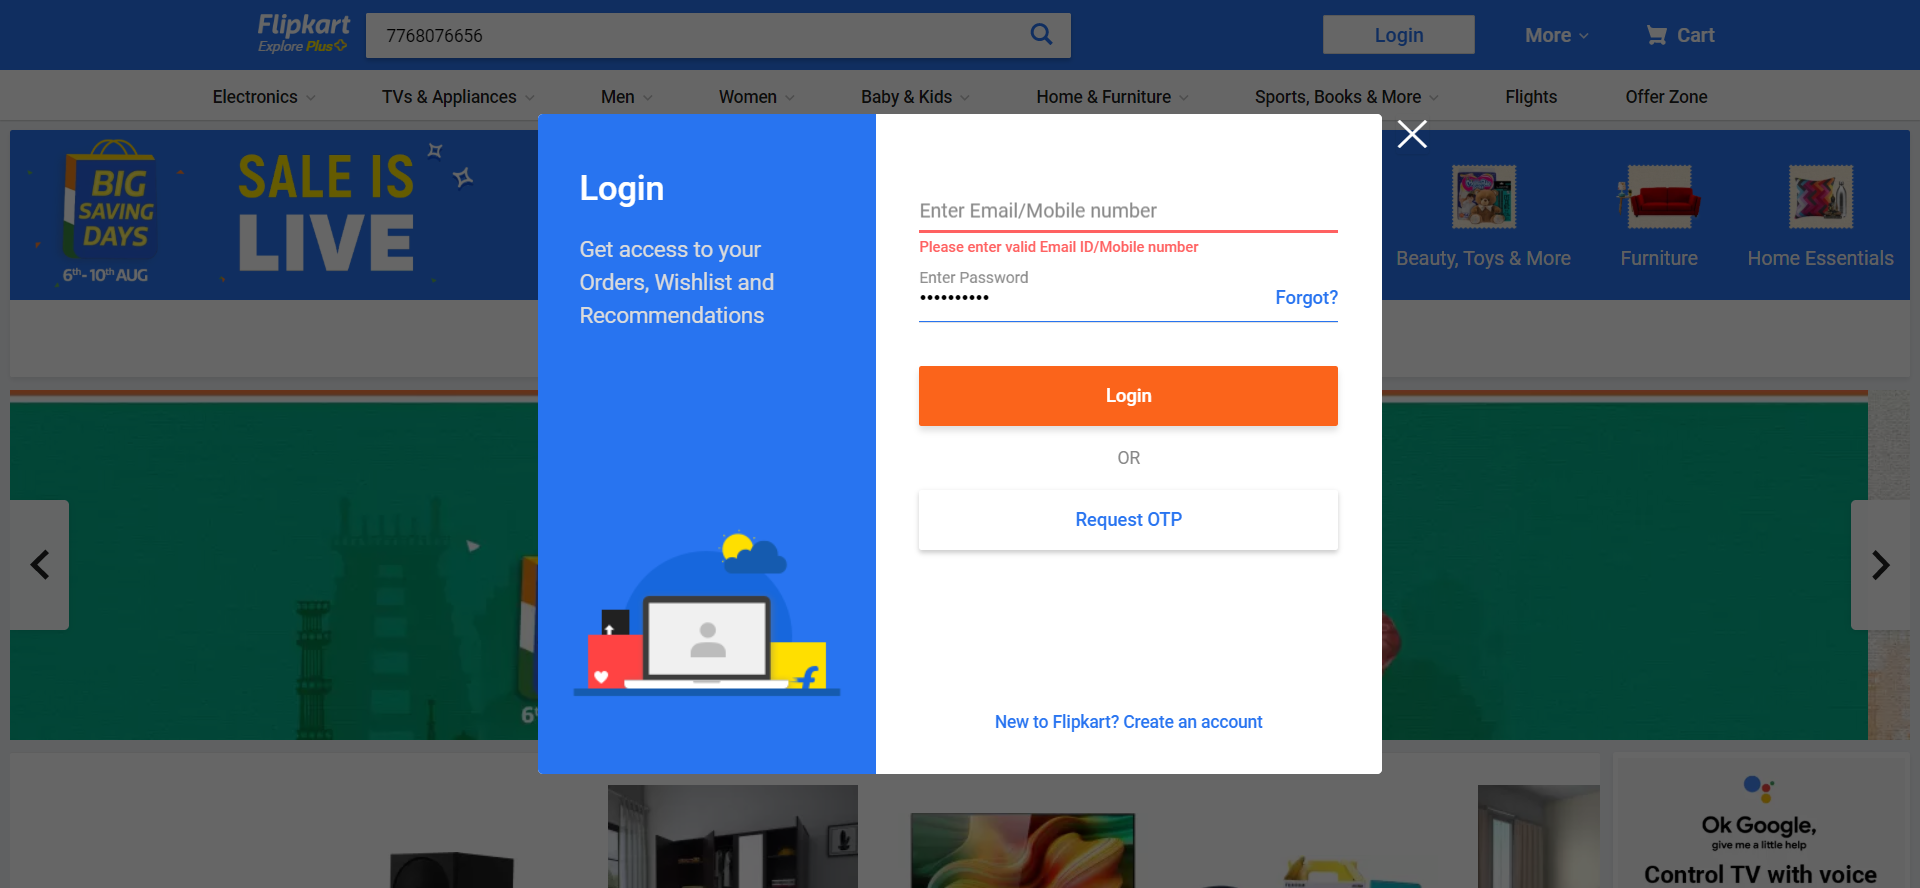 Flipkart
Explore Plus
7768076656
Login
More
Cart
Electronics
TVs & Appliances
Men
Women
Baby & Kids
Home & Furniture
Sports, Books & More
Flights
Offer Zone
BIG
SAVING
DAYS
6th-10th AUG
SALE IS
LIVE
Beauty, Toys & More
Furniture
Home Essentials
Login
Get access to your
Orders, Wishlist and
Recommendations
Enter Email/Mobile number
Please enter valid Email ID/Mobile number
Enter Password
••••••••••
Forgot?
Login
OR
Request OTP
New to Flipkart? Create an account
Ok Google,
give me a little help
Control TV with voice